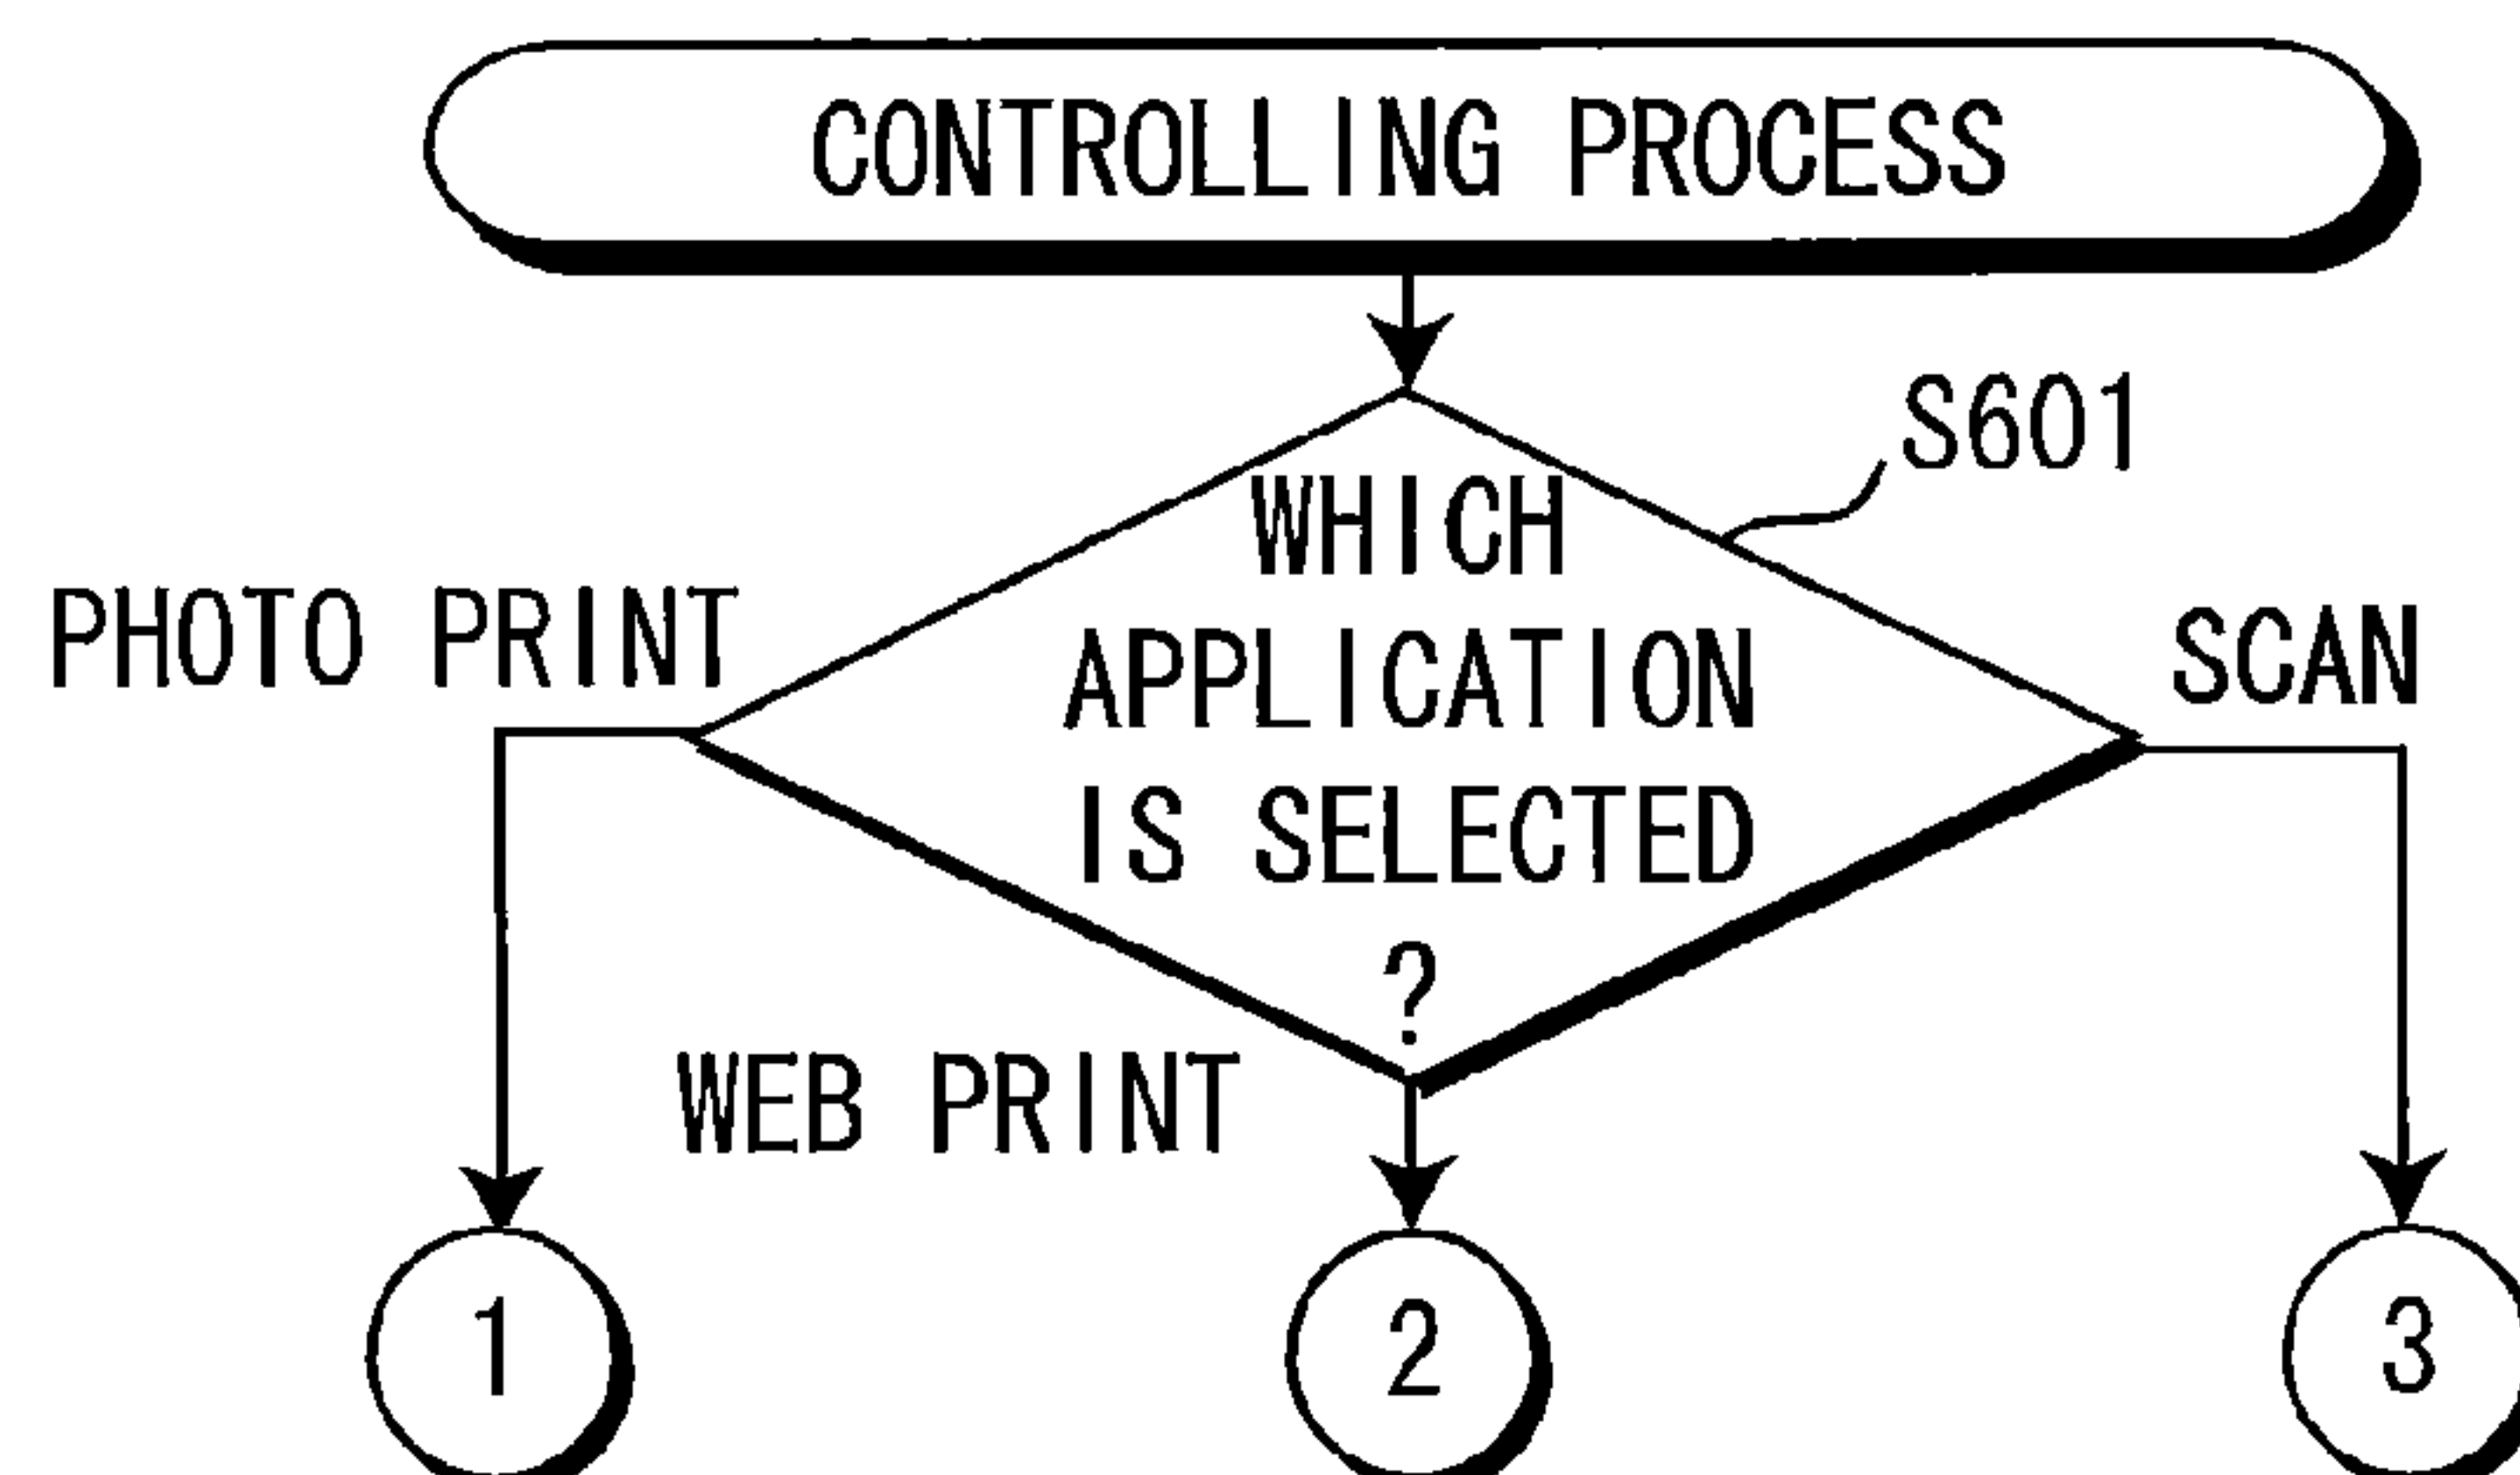 CONTROLLING PROCESS
S601
WHICH
APPLICATION
IS SELECTED
?
PHOTO PRINT
SCAN
WEB PRINT
1
2
3